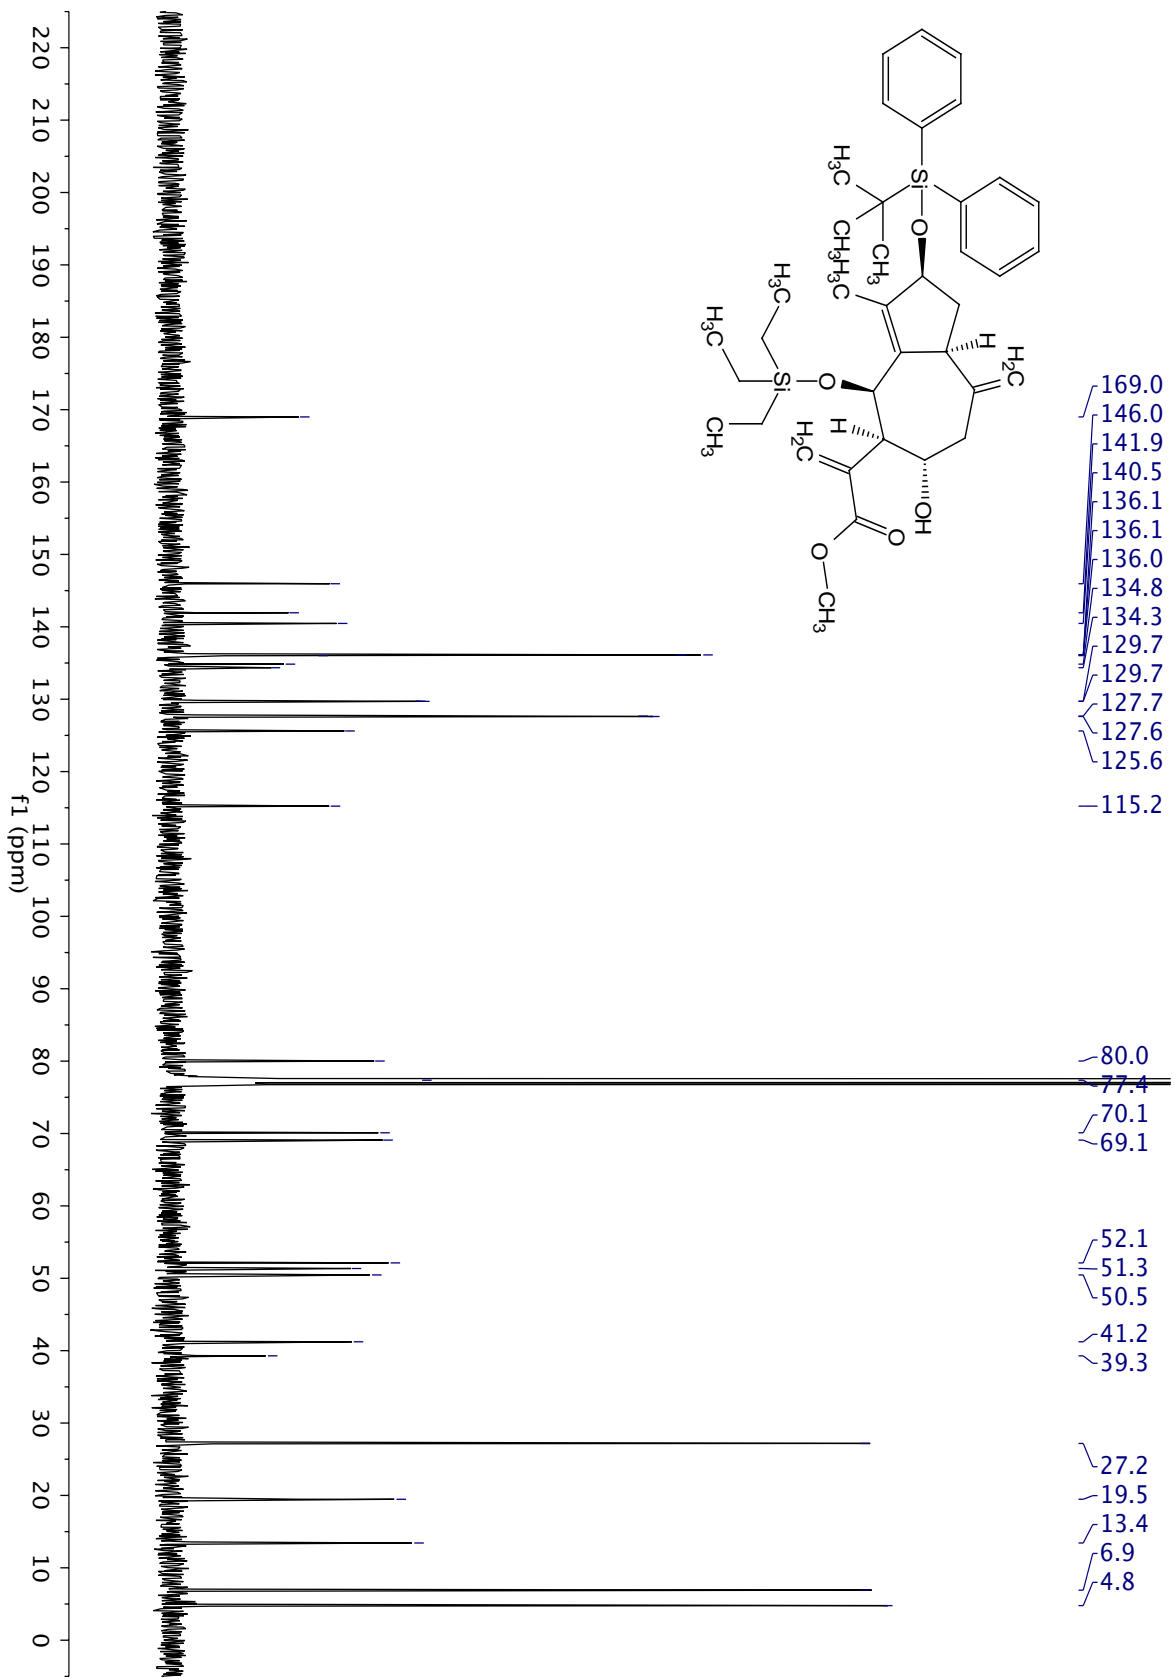 220
210
200
190
180
170
160
150
140
130
120
110
100
90
80
70
60
50
40
30
20
10
0
f1 (ppm)
169.0
146.0
141.9
140.5
136.1
136.1
136.0
134.8
134.3
129.7
129.7
127.7
127.6
125.6
115.2
80.0
77.4
70.1
69.1
52.1
51.3
50.5
41.2
39.3
27.2
19.5
13.4
6.9
4.8
Si
O
H₃C
CH₃
CH₃
H₃C
H
H₂C
H₃C
H₃C
Si
O
CH₃
H
H₂C
OH
O
O
CH₃